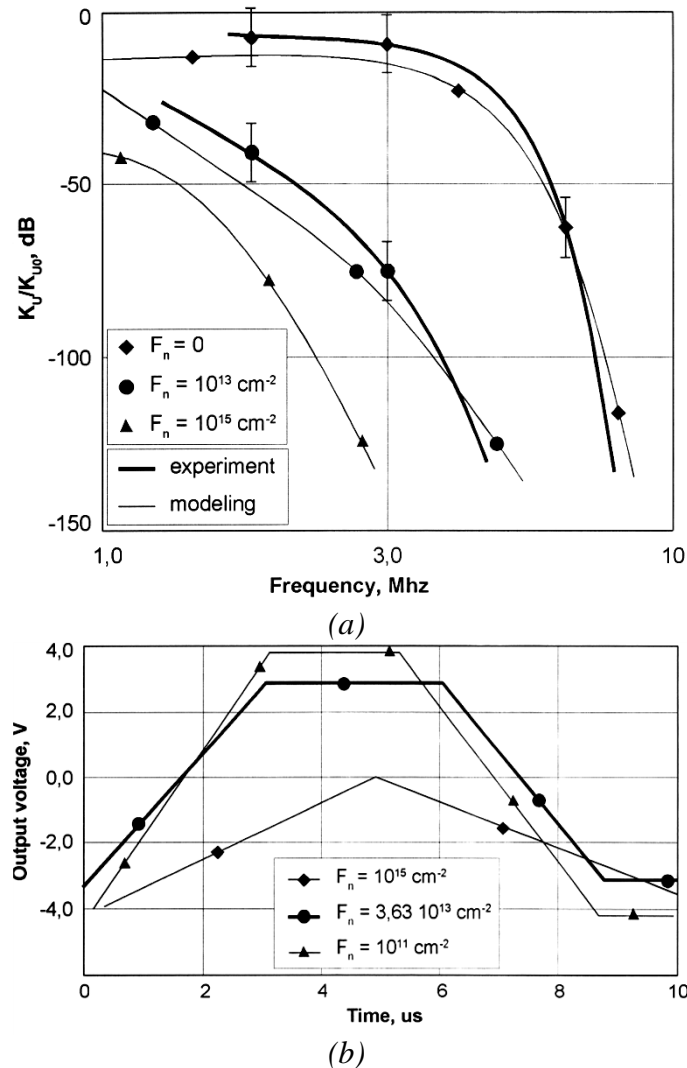 0
-50
-100
-150
K_U/K_U0, dB
F_n = 0
F_n = 10^13 cm^-2
F_n = 10^15 cm^-2
experiment
modeling
1,0 3,0 10
Frequency, Mhz
(a)
4,0
2,0
0,0
-2,0
-4,0
Output voltage, V
F_n = 10^15 cm^-2
F_n = 3,63 10^13 cm^-2
F_n = 10^11 cm^-2
0 2 4 6 8 10
Time, us
(b)